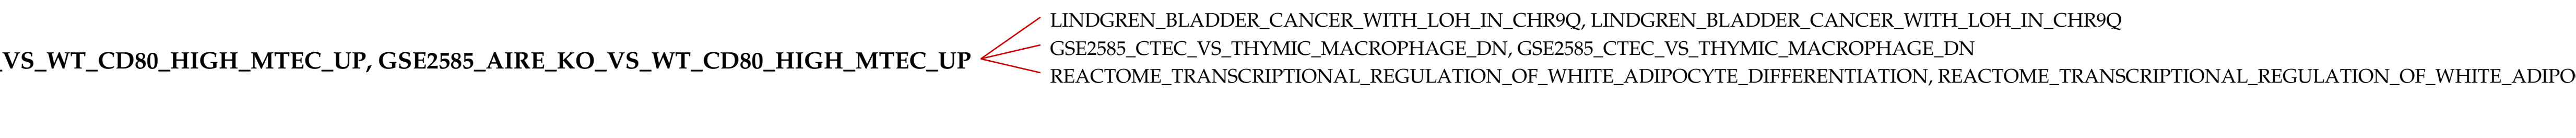 LINDGREN_BLADDER_CANCER_WITH_LOH_IN_CHR9Q, LINDGREN_BLADDER_CANCER_WITH_LOH_IN_CHR9Q
_VS_WT_CD80_HIGH_MTEC_UP, GSE2585_AIRE_KO_VS_WT_CD80_HIGH_MTEC_UP
GSE2585_CTEC_VS_THYMIC_MACROPHAGE_DN, GSE2585_CTEC_VS_THYMIC_MACROPHAGE_DN
REACTOME_TRANSCRIPTIONAL_REGULATION_OF_WHITE_ADIPOCYTE_DIFFERENTIATION, REACTOME_TRANSCRIPTIONAL_REGULATION_OF_WHITE_ADIPO